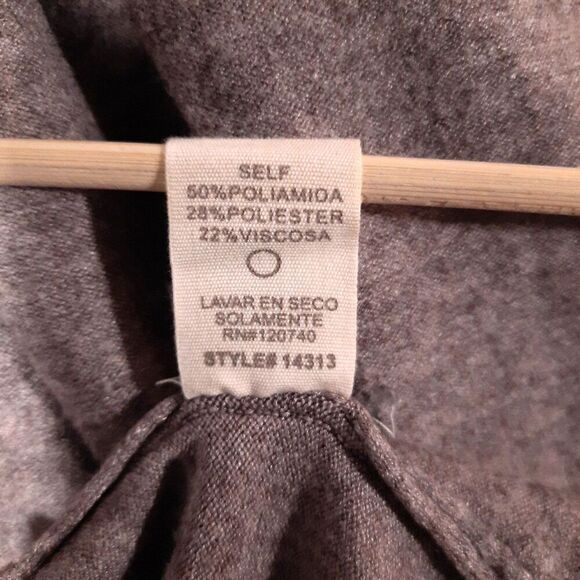 SELF
50%POLIAMIDA
28%POLIESTER
22%VISCOSA
LAVAR EN SECO
SOLAMENTE
RN#120740
STYLE# 14313